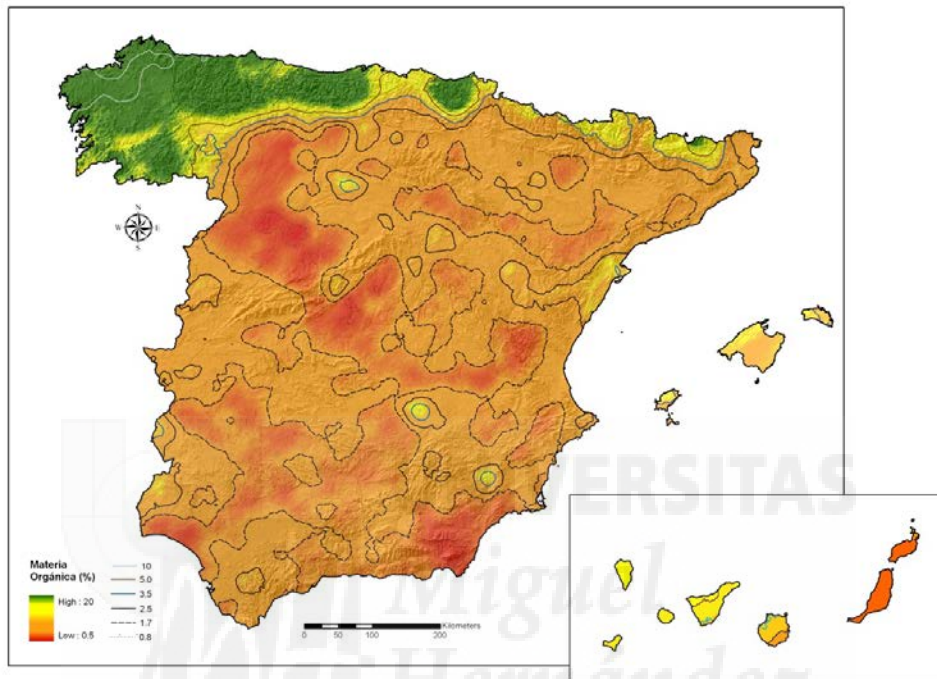 N
W E
S
UNIVERSITAS
Miguel
Hernández
Materia
Orgánica (%)
High : 20
Low : 0.5
10
5.0
3.5
2.5
1.7
0.8
Kilometers
0 50 100 200